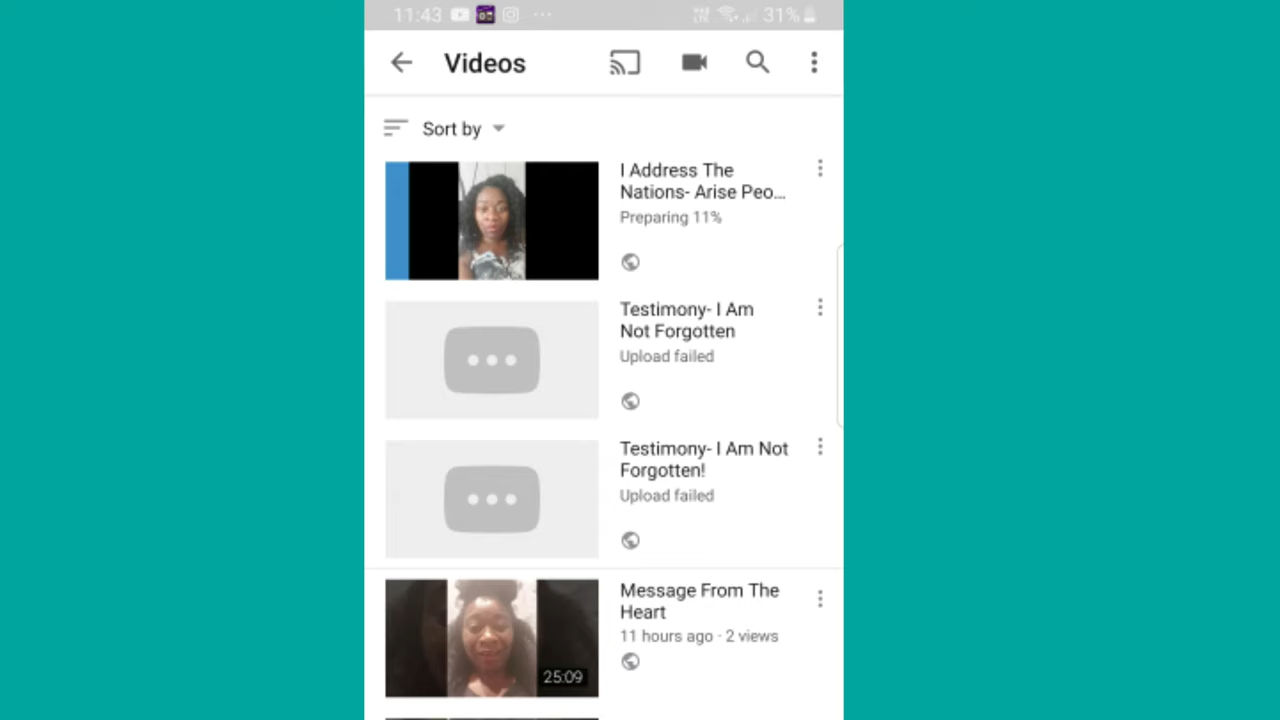 11:43
31%
Videos
Sort by
I Address The
Nations- Arise Peo...
Preparing 11%
Testimony- I Am
Not Forgotten
Upload failed
Testimony- I Am Not
Forgotten!
Upload failed
Message From The
Heart
11 hours ago · 2 views
25:09